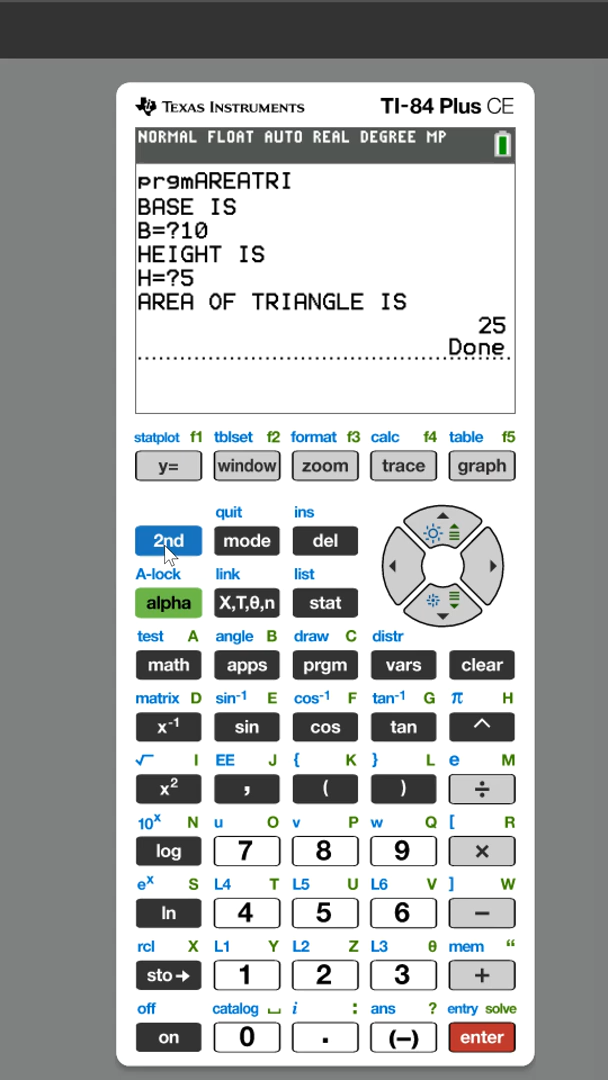 TEXAS INSTRUMENTS TI-84 Plus CE
NORMAL FLOAT AUTO REAL DEGREE MP
prgmAREATRI
BASE IS
B=?10
HEIGHT IS
H=?5
AREA OF TRIANGLE IS
25
Done
statplot f1 tblset f2 format f3 calc f4 table f5
y= window zoom trace graph
quit ins
2nd mode del
A-lock link list
alpha X,T,θ,n stat
test A angle B draw C distr
math apps prgm vars clear
matrix D sin⁻¹ E cos⁻¹ F tan⁻¹ G π H
x⁻¹ sin cos tan ^
√ I EE J { K } L e M
x² , ( ) ÷
10ˣ N u O v P w Q [ R
log 7 8 9 ×
eˣ S L4 T L5 U L6 V ] W
ln 4 5 6 −
rcl X L1 Y L2 Z L3 θ mem “
sto→ 1 2 3 +
off catalog ⎵ i : ans ? entry solve
on 0 . (−) enter